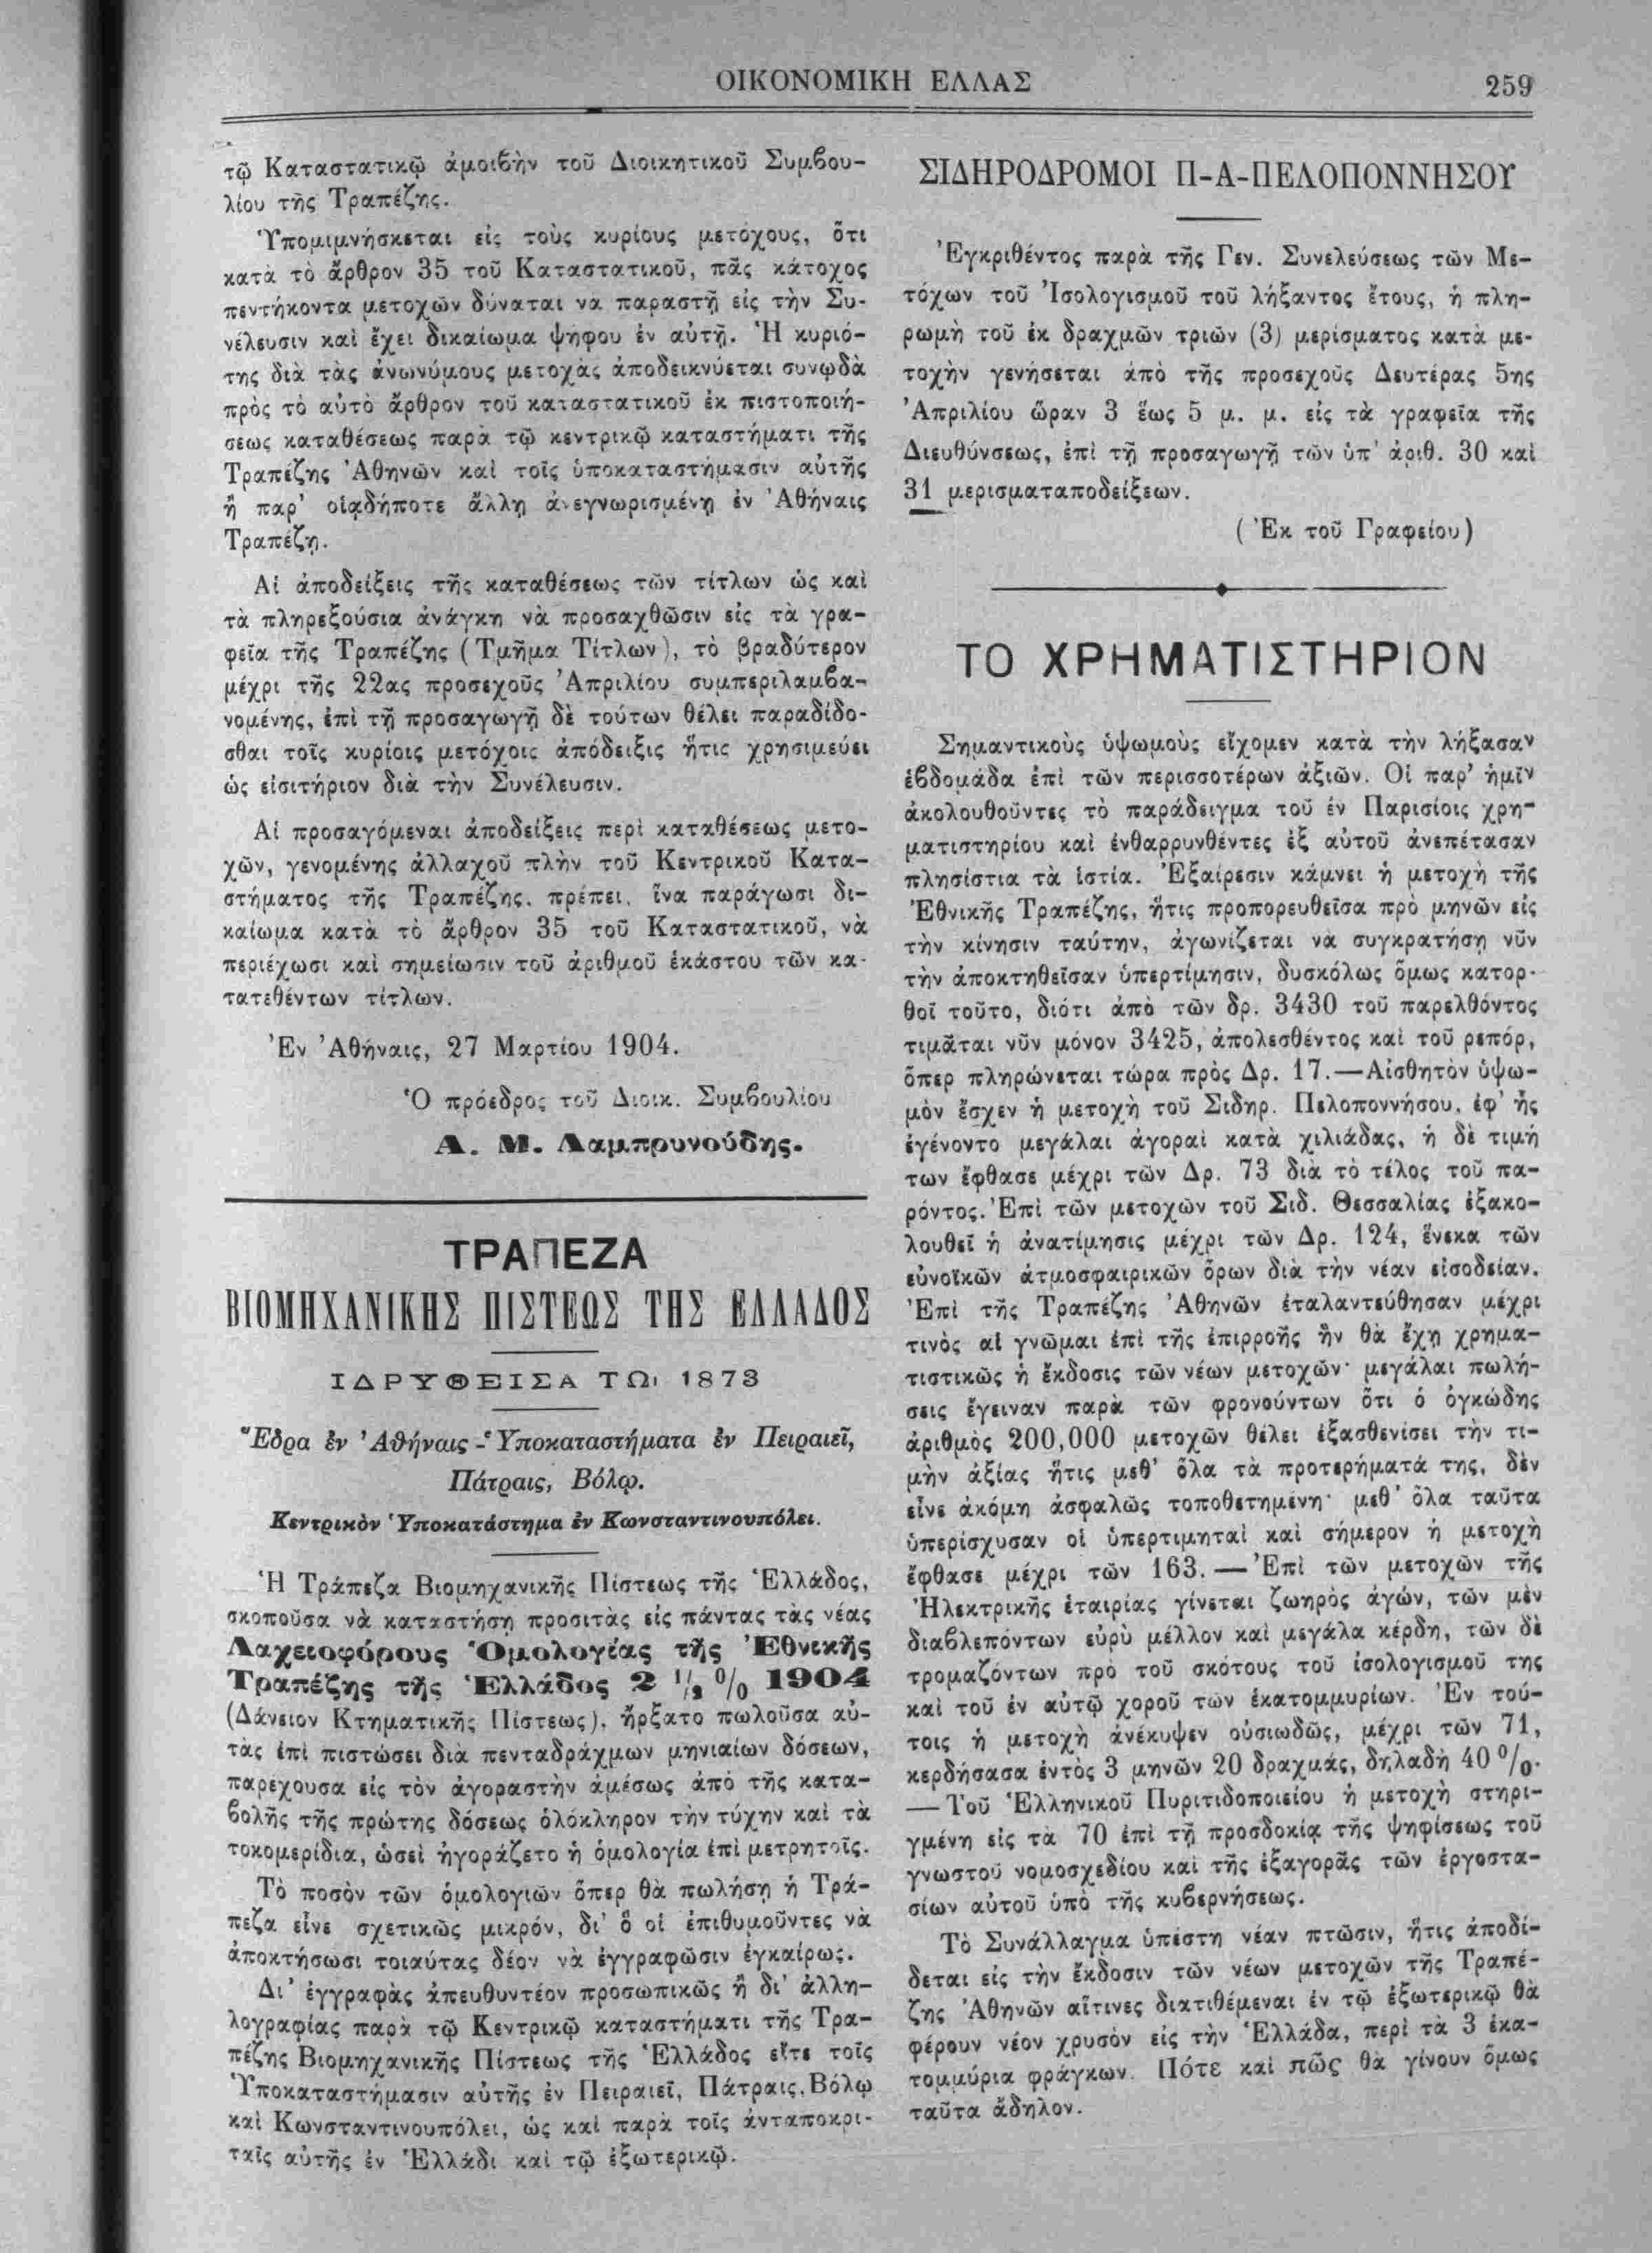 ΟΙΚΟΝΟΜΙΚΗ ΕΛΛΑΣ
259
τῷ Καταστατικῷ ἀμοιβὴν τοῦ Διοικητικοῦ Συμβου-
λίου τῆς Τραπέζης.
Ὑπομιμνήσκεται εἰς τοὺς κυρίους μετόχους, ὅτι
κατὰ τὸ ἄρθρον 35 τοῦ Καταστατικοῦ, πᾶς κάτοχος
πεντήκοντα μετοχῶν δύναται νὰ παραστῇ εἰς τὴν Συ-
νέλευσιν καὶ ἔχει δικαίωμα ψήφου ἐν αὐτῇ. Ἡ κυριό-
της διὰ τὰς ἀνωνύμους μετοχὰς ἀποδεικνύεται συνῳδὰ
πρὸς τὸ αὐτὸ ἄρθρον τοῦ καταστατικοῦ ἐκ πιστοποιή-
σεως καταθέσεως παρὰ τῷ κεντρικῷ καταστήματι τῆς
Τραπέζης Ἀθηνῶν καὶ τοῖς ὑποκαταστήμασιν αὐτῆς
ἢ παρ' οἱᾳδήποτε ἄλλῃ ἀνεγνωρισμένῃ ἐν Ἀθήναις
Τραπέζῃ.
Αἱ ἀποδείξεις τῆς καταθέσεως τῶν τίτλων ὡς καὶ
τὰ πληρεξούσια ἀνάγκη νὰ προσαχθῶσιν εἰς τὰ γρα-
φεῖα τῆς Τραπέζης (Τμῆμα Τίτλων), τὸ βραδύτερον
μέχρι τῆς 22ας προσεχοῦς Ἀπριλίου συμπεριλαμβα-
νομένης, ἐπὶ τῇ προσαγωγῇ δὲ τούτων θέλει παραδίδο-
σθαι τοῖς κυρίοις μετόχοις ἀπόδειξις ἥτις χρησιμεύει
ὡς εἰσιτήριον διὰ τὴν Συνέλευσιν.
Αἱ προσαγόμεναι ἀποδείξεις περὶ καταθέσεως μετο-
χῶν, γενομένης ἀλλαχοῦ πλὴν τοῦ Κεντρικοῦ Κατα-
στήματος τῆς Τραπέζης, πρέπει, ἵνα παράγωσι δι-
καίωμα κατὰ τὸ ἄρθρον 35 τοῦ Καταστατικοῦ, νὰ
περιέχωσι καὶ σημείωσιν τοῦ ἀριθμοῦ ἑκάστου τῶν κα-
τατεθέντων τίτλων.
Ἐν Ἀθήναις, 27 Μαρτίου 1904.
Ὁ πρόεδρος τοῦ Διοικ. Συμβουλίου
Α. Μ. Λαμπρυνούδης.
ΤΡΑΠΕΖΑ
ΒΙΟΜΗΧΑΝΙΚΗΣ ΠΙΣΤΕΩΣ ΤΗΣ ΕΛΛΑΔΟΣ
ΙΔΡΥΘΕΙΣΑ ΤΩι 1873
Ἕδρα ἐν Ἀθήναις - Ὑποκαταστήματα ἐν Πειραιεῖ,
Πάτραις, Βόλῳ.
Κεντρικὸν Ὑποκατάστημα ἐν Κωνσταντινουπόλει.
Ἡ Τράπεζα Βιομηχανικῆς Πίστεως τῆς Ἑλλάδος,
σκοποῦσα νὰ καταστήσῃ προσιτὰς εἰς πάντας τὰς νέας
Λαχειοφόρους Ὁμολογίας τῆς Ἐθνικῆς
Τραπέζης τῆς Ἑλλάδος 2 1/2 0/0 1904
(Δάνειον Κτηματικῆς Πίστεως), ἤρξατο πωλοῦσα αὐ-
τὰς ἐπὶ πιστώσει διὰ πενταδράχμων μηνιαίων δόσεων,
παρέχουσα εἰς τὸν ἀγοραστὴν ἀμέσως ἀπὸ τῆς κατα-
βολῆς τῆς πρώτης δόσεως ὁλόκληρον τὴν τύχην καὶ τὰ
τοκομερίδια, ὡσεὶ ἠγοράζετο ἡ ὁμολογία ἐπὶ μετρητοῖς.
Τὸ ποσὸν τῶν ὁμολογιῶν ὅπερ θὰ πωλήσῃ ἡ Τρά-
πεζα εἶνε σχετικῶς μικρόν, δι' ὃ οἱ ἐπιθυμοῦντες νὰ
ἀποκτήσωσι τοιαύτας δέον νὰ ἐγγραφῶσιν ἐγκαίρως.
Δι' ἐγγραφὰς ἀπευθυντέον προσωπικῶς ἢ δι' ἀλλη-
λογραφίας παρὰ τῷ Κεντρικῷ καταστήματι τῆς Τρα-
πέζης Βιομηχανικῆς Πίστεως τῆς Ἑλλάδος εἴτε τοῖς
Ὑποκαταστήμασιν αὐτῆς ἐν Πειραιεῖ, Πάτραις, Βόλῳ
καὶ Κωνσταντινουπόλει, ὡς καὶ παρὰ τοῖς ἀνταποκρι-
ταῖς αὐτῆς ἐν Ἑλλάδι καὶ τῷ ἐξωτερικῷ.
ΣΙΔΗΡΟΔΡΟΜΟΙ Π-Α-ΠΕΛΟΠΟΝΝΗΣΟΥ
Ἐγκριθέντος παρὰ τῆς Γεν. Συνελεύσεως τῶν Με-
τόχων τοῦ Ἰσολογισμοῦ τοῦ λήξαντος ἔτους, ἡ πλη-
ρωμὴ τοῦ ἐκ δραχμῶν τριῶν (3) μερίσματος κατὰ με-
τοχὴν γενήσεται ἀπὸ τῆς προσεχοῦς Δευτέρας 5ης
Ἀπριλίου ὥραν 3 ἕως 5 μ. μ. εἰς τὰ γραφεῖα τῆς
Διευθύνσεως, ἐπὶ τῇ προσαγωγῇ τῶν ὑπ' ἀριθ. 30 καὶ
31 μερισματαποδείξεων.
(Ἐκ τοῦ Γραφείου)
ΤΟ ΧΡΗΜΑΤΙΣΤΗΡΙΟΝ
Σημαντικοὺς ὑψωμοὺς εἴχομεν κατὰ τὴν λήξασαν
ἑβδομάδα ἐπὶ τῶν περισσοτέρων ἀξιῶν. Οἱ παρ' ἡμῖν
ἀκολουθοῦντες τὸ παράδειγμα τοῦ ἐν Παρισίοις χρη-
ματιστηρίου καὶ ἐνθαρρυνθέντες ἐξ αὐτοῦ ἀνεπέτασαν
πλησίστια τὰ ἱστία. Ἐξαίρεσιν κάμνει ἡ μετοχὴ τῆς
Ἐθνικῆς Τραπέζης, ἥτις προπορευθεῖσα πρὸ μηνῶν εἰς
τὴν κίνησιν ταύτην, ἀγωνίζεται νὰ συγκρατήσῃ νῦν
τὴν ἀποκτηθεῖσαν ὑπερτίμησιν, δυσκόλως ὅμως κατορ-
θοῖ τοῦτο, διότι ἀπὸ τῶν δρ. 3430 τοῦ παρελθόντος
τιμᾶται νῦν μόνον 3425, ἀπολεσθέντος καὶ τοῦ ρεπόρ,
ὅπερ πληρώνεται τώρα πρὸς Δρ. 17.—Αἰσθητὸν ὑψω-
μὸν ἔσχεν ἡ μετοχὴ τοῦ Σιδηρ. Πελοποννήσου, ἐφ' ἧς
ἐγένοντο μεγάλαι ἀγοραὶ κατὰ χιλιάδας, ἡ δὲ τιμή
των ἔφθασε μέχρι τῶν Δρ. 73 διὰ τὸ τέλος τοῦ πα-
ρόντος. Ἐπὶ τῶν μετοχῶν τοῦ Σιδ. Θεσσαλίας ἐξακο-
λουθεῖ ἡ ἀνατίμησις μέχρι τῶν Δρ. 124, ἕνεκα τῶν
εὐνοϊκῶν ἀτμοσφαιρικῶν ὅρων διὰ τὴν νέαν εἰσοδείαν.
Ἐπὶ τῆς Τραπέζης Ἀθηνῶν ἐταλαντεύθησαν μέχρι
τινὸς αἱ γνῶμαι ἐπὶ τῆς ἐπιρροῆς ἣν θὰ ἔχῃ χρημα-
τιστικῶς ἡ ἔκδοσις τῶν νέων μετοχῶν· μεγάλαι πωλή-
σεις ἔγειναν παρὰ τῶν φρονούντων ὅτι ὁ ὀγκώδης
ἀριθμὸς 200,000 μετοχῶν θέλει ἐξασθενίσει τὴν τι-
μὴν ἀξίας ἥτις μεθ' ὅλα τὰ προτερήματά της, δὲν
εἶνε ἀκόμη ἀσφαλῶς τοποθετημένη· μεθ' ὅλα ταῦτα
ὑπερίσχυσαν οἱ ὑπερτιμηταὶ καὶ σήμερον ἡ μετοχὴ
ἔφθασε μέχρι τῶν 163. — Ἐπὶ τῶν μετοχῶν τῆς
Ἠλεκτρικῆς ἑταιρίας γίνεται ζωηρὸς ἀγών, τῶν μὲν
διαβλεπόντων εὐρὺ μέλλον καὶ μεγάλα κέρδη, τῶν δὲ
τρομαζόντων πρὸ τοῦ σκότους τοῦ ἰσολογισμοῦ της
καὶ τοῦ ἐν αὐτῷ χοροῦ τῶν ἑκατομμυρίων. Ἐν τού-
τοις ἡ μετοχὴ ἀνέκυψεν οὐσιωδῶς, μέχρι τῶν 71,
κερδήσασα ἐντὸς 3 μηνῶν 20 δραχμάς, δηλαδὴ 40 0/0.
— Τοῦ Ἑλληνικοῦ Πυριτιδοποιείου ἡ μετοχὴ στηρι-
γμένη εἰς τὰ 70 ἐπὶ τῇ προσδοκίᾳ τῆς ψηφίσεως τοῦ
γνωστοῦ νομοσχεδίου καὶ τῆς ἐξαγορᾶς τῶν ἐργοστα-
σίων αὐτοῦ ὑπὸ τῆς κυβερνήσεως.
Τὸ Συνάλλαγμα ὑπέστη νέαν πτῶσιν, ἥτις ἀποδί-
δεται εἰς τὴν ἔκδοσιν τῶν νέων μετοχῶν τῆς Τραπέ-
ζης Ἀθηνῶν αἵτινες διατιθέμεναι ἐν τῷ ἐξωτερικῷ θὰ
φέρουν νέον χρυσὸν εἰς τὴν Ἑλλάδα, περὶ τὰ 3 ἑκα-
τομμύρια φράγκων. Πότε καὶ πῶς θὰ γίνουν ὅμως
ταῦτα ἄδηλον.